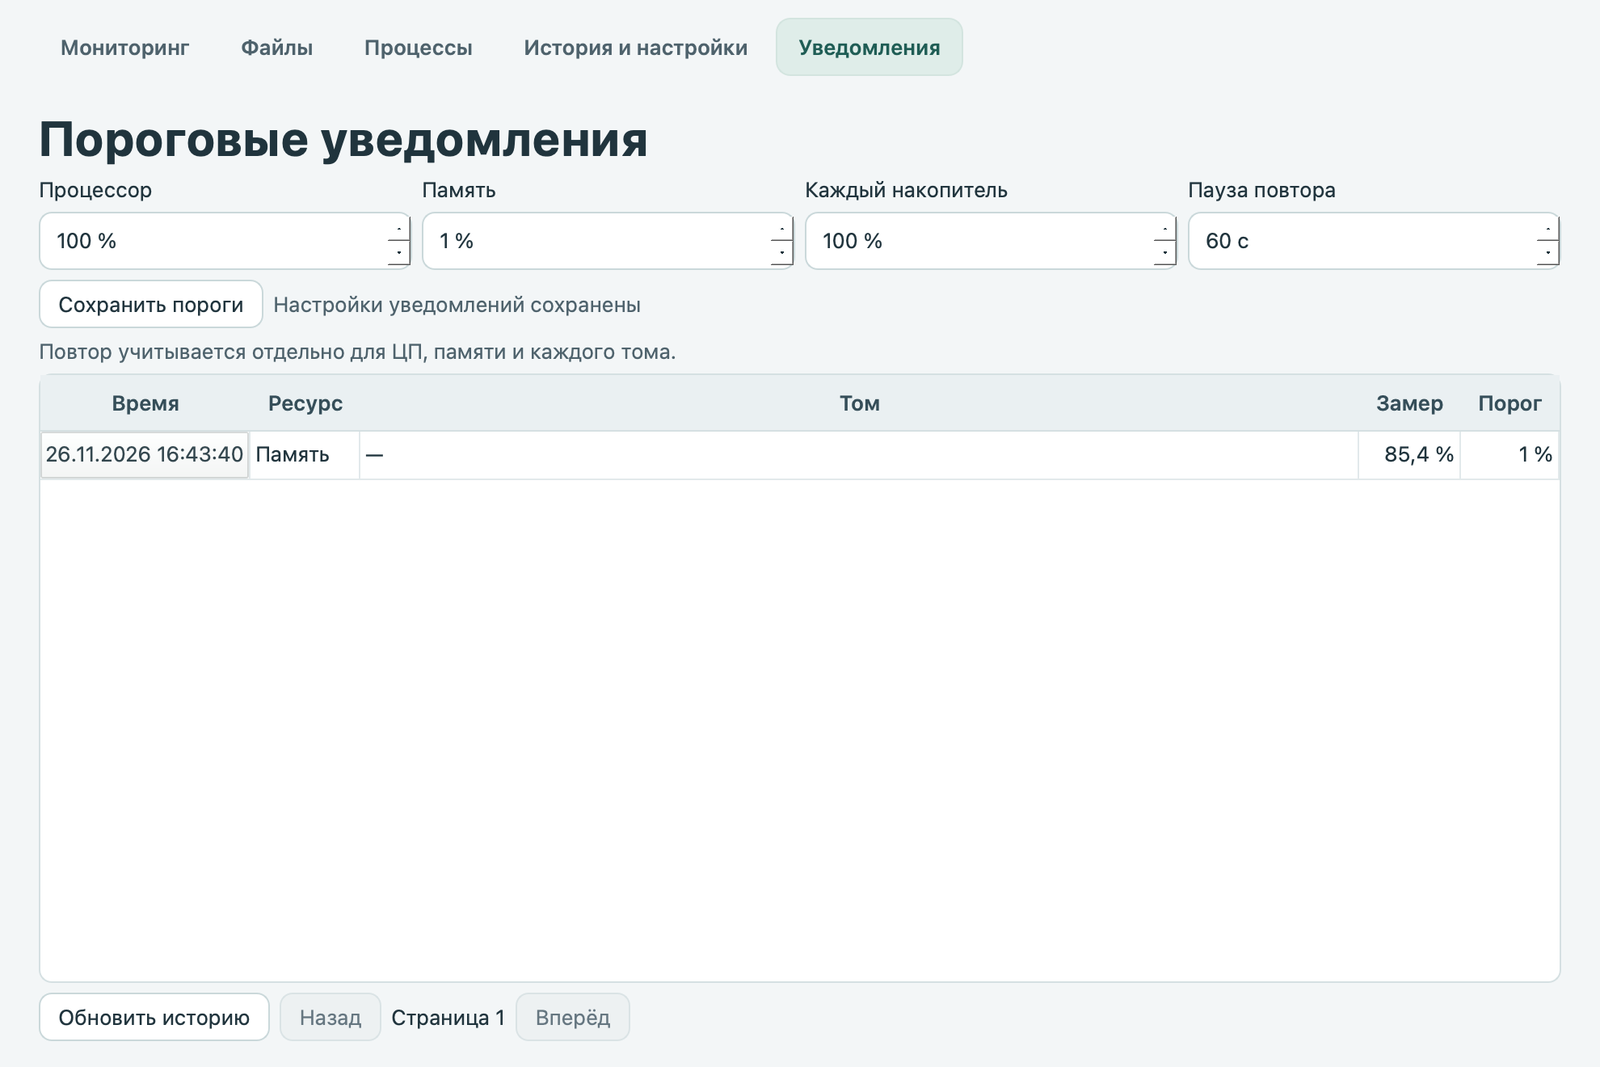 Мониторинг Файлы Процессы История и настройки Уведомления
Пороговые уведомления
Процессор Память Каждый накопитель Пауза повтора
100 % 1 % 100 % 60 с
Сохранить пороги Настройки уведомлений сохранены
Повтор учитывается отдельно для ЦП, памяти и каждого тома.
Время Ресурс Том Замер Порог
26.11.2026 16:43:40 Память — 85,4 % 1 %
Обновить историю Назад Страница 1 Вперёд